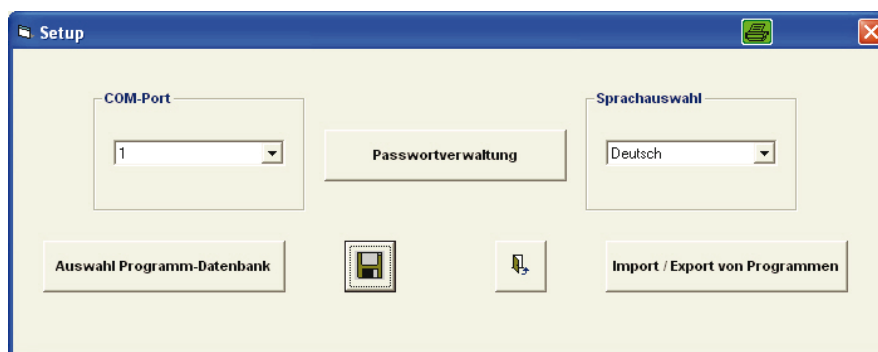 Setup
COM-Port
Sprachauswahl
1
Passwortverwaltung
Deutsch
Auswahl Programm-Datenbank
Import / Export von Programmen